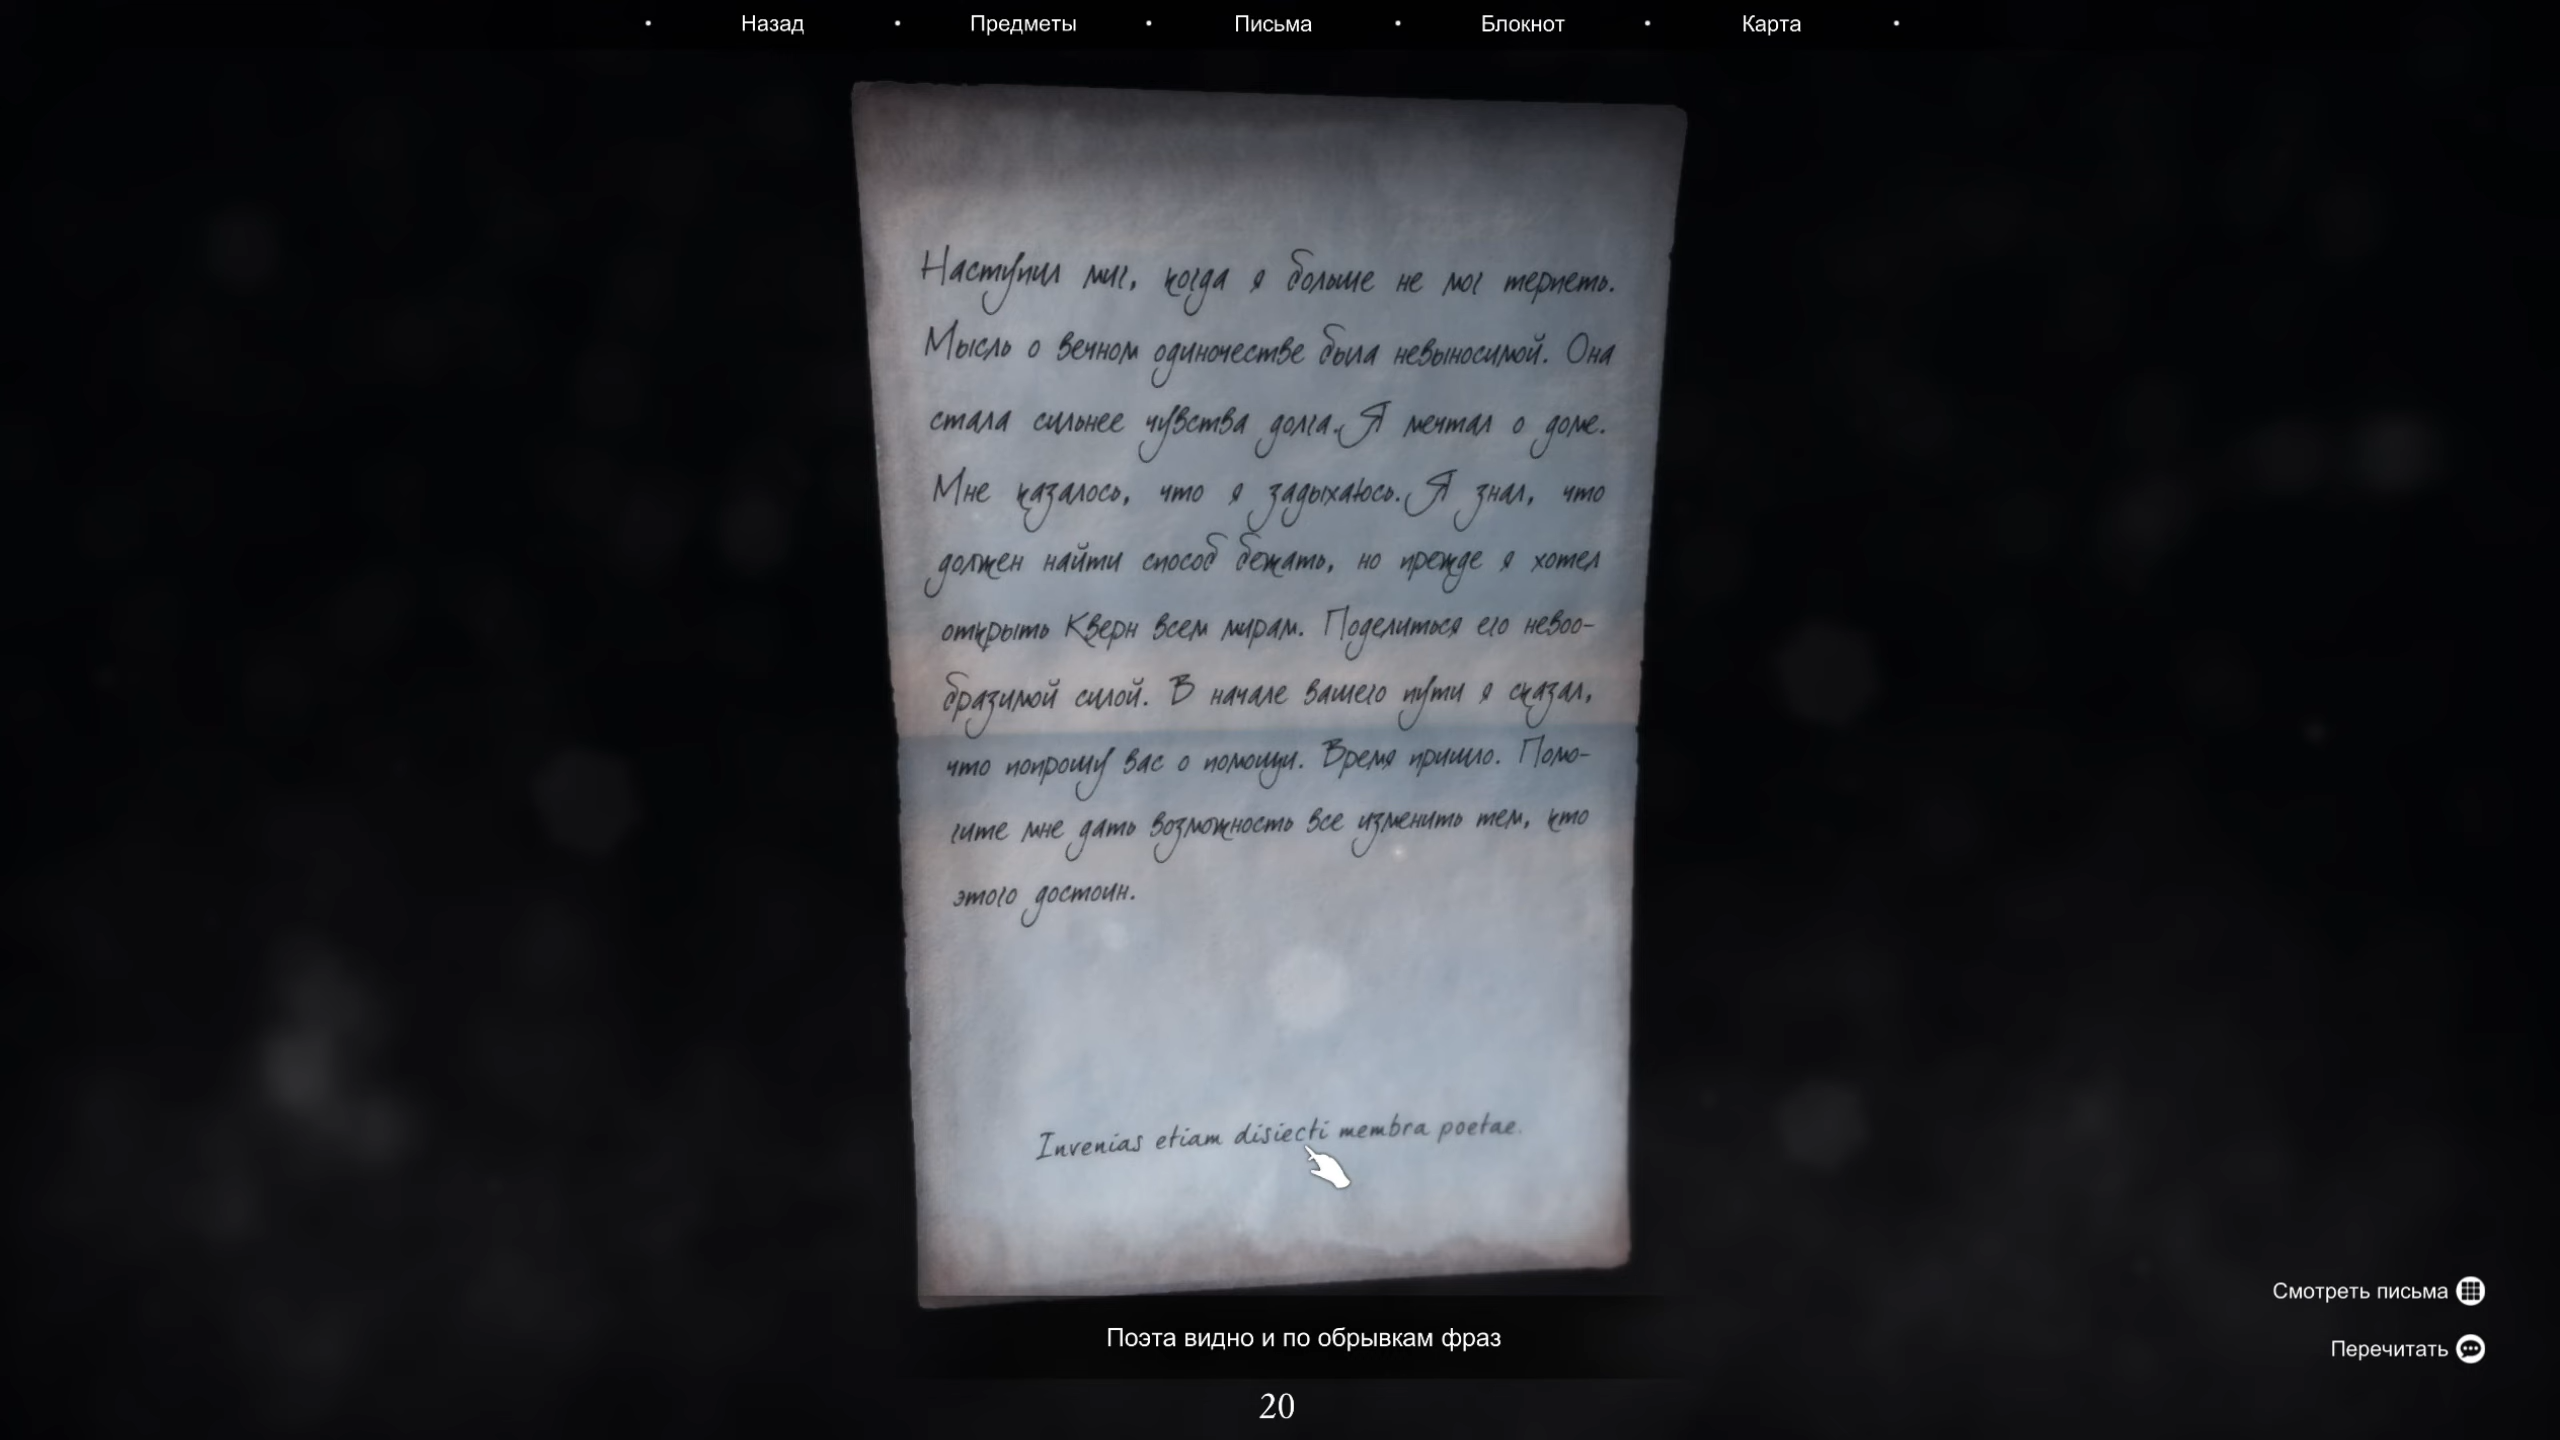 Назад
Предметы
Письма
Блокнот
Карта
Наступил миг, когда я больше не мог терпеть.
Мысль о вечном одиночестве была невыносимой. Она
стала сильнее чувства долга. Я мечтал о доме.
Мне казалось, что я задыхаюсь. Я знал, что
должен найти способ бежать, но прежде я хотел
открыть Кверн всем мирам. Поделиться его невоо-
бразимой силой. В начале вашего пути я сказал,
что попрошу вас о помощи. Время пришло. Помо-
гите мне дать возможность все изменить тем, кто
этого достоин.
Invenias etiam disiecti membra poetae.
Смотреть письма
Поэта видно и по обрывкам фраз
Перечитать
20